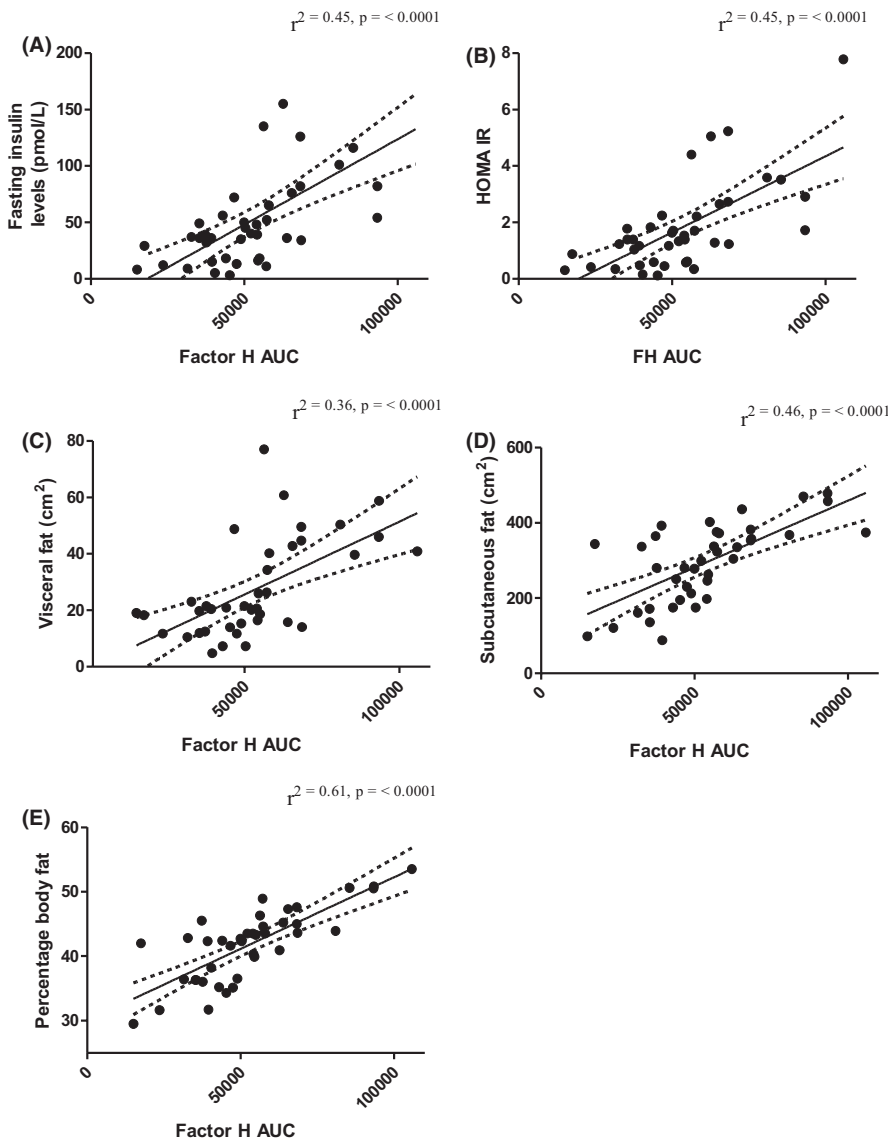 r2 = 0.45, p = < 0.0001
(A)
Fasting insulin
levels (pmol/L)
200
150
100
50
0
0
50000
100000
Factor H AUC
r2 = 0.45, p = < 0.0001
(B)
HOMA IR
8
6
4
2
0
0
50000
100000
FH AUC
r2 = 0.36, p = < 0.0001
(C)
Visceral fat (cm2)
80
60
40
20
0
0
50000
100000
Factor H AUC
r2 = 0.46, p = < 0.0001
(D)
Subcutaneous fat (cm2)
600
400
200
0
0
50000
100000
Factor H AUC
r2 = 0.61, p = < 0.0001
(E)
Percentage body fat
60
50
40
30
0
50000
100000
Factor H AUC